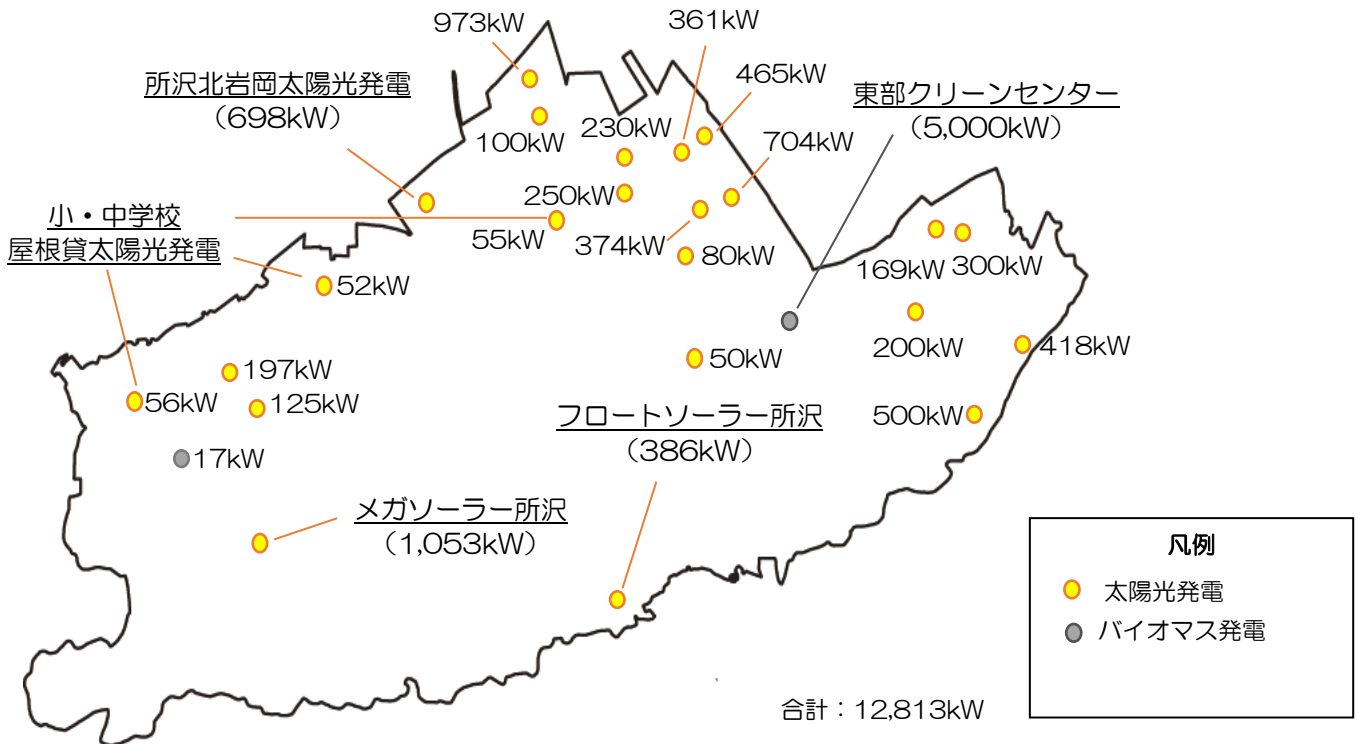 973kW
361kW
所沢北岩岡太陽光発電
（698kW）
465kW
東部クリーンセンター
（5,000kW）
100kW
230kW
704kW
250kW
小・中学校
屋根貸太陽光発電
55kW
374kW
80kW
169kW
300kW
52kW
200kW
418kW
50kW
197kW
56kW
125kW
フロートソーラー所沢
（386kW）
500kW
17kW
メガソーラー所沢
（1,053kW）
凡例
太陽光発電
バイオマス発電
合計：12,813kW